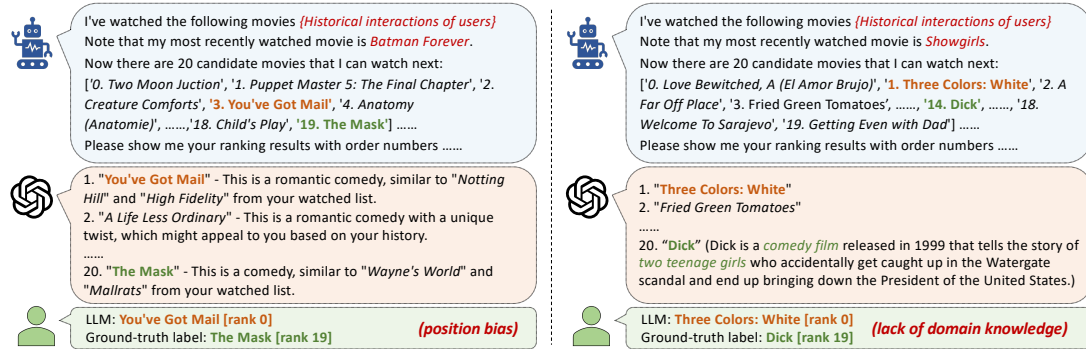 I've watched the following movies {Historical interactions of users}
Note that my most recently watched movie is Batman Forever.
Now there are 20 candidate movies that I can watch next:
['0. Two Moon Juction', '1. Puppet Master 5: The Final Chapter', '2.
Creature Comforts', '3. You've Got Mail', '4. Anatomy
(Anatomie)', ……,'18. Child's Play', '19. The Mask'] ……
Please show me your ranking results with order numbers ……
1. "You've Got Mail" - This is a romantic comedy, similar to "Notting
Hill" and "High Fidelity" from your watched list.
2. "A Life Less Ordinary" - This is a romantic comedy with a unique
twist, which might appeal to you based on your history.
……
20. "The Mask" - This is a comedy, similar to "Wayne's World" and
"Mallrats" from your watched list.
LLM: You've Got Mail [rank 0]
Ground-truth label: The Mask [rank 19]
(position bias)
I've watched the following movies {Historical interactions of users}
Note that my most recently watched movie is Showgirls.
Now there are 20 candidate movies that I can watch next:
['0. Love Bewitched, A (El Amor Brujo)', '1. Three Colors: White', '2. A
Far Off Place', '3. Fried Green Tomatoes', ……, '14. Dick', ……, '18.
Welcome To Sarajevo', '19. Getting Even with Dad'] ……
Please show me your ranking results with order numbers ……
1. "Three Colors: White"
2. "Fried Green Tomatoes"
……
20. “Dick” (Dick is a comedy film released in 1999 that tells the story of
two teenage girls who accidentally get caught up in the Watergate
scandal and end up bringing down the President of the United States.)
LLM: Three Colors: White [rank 0]
Ground-truth label: Dick [rank 19]
(lack of domain knowledge)